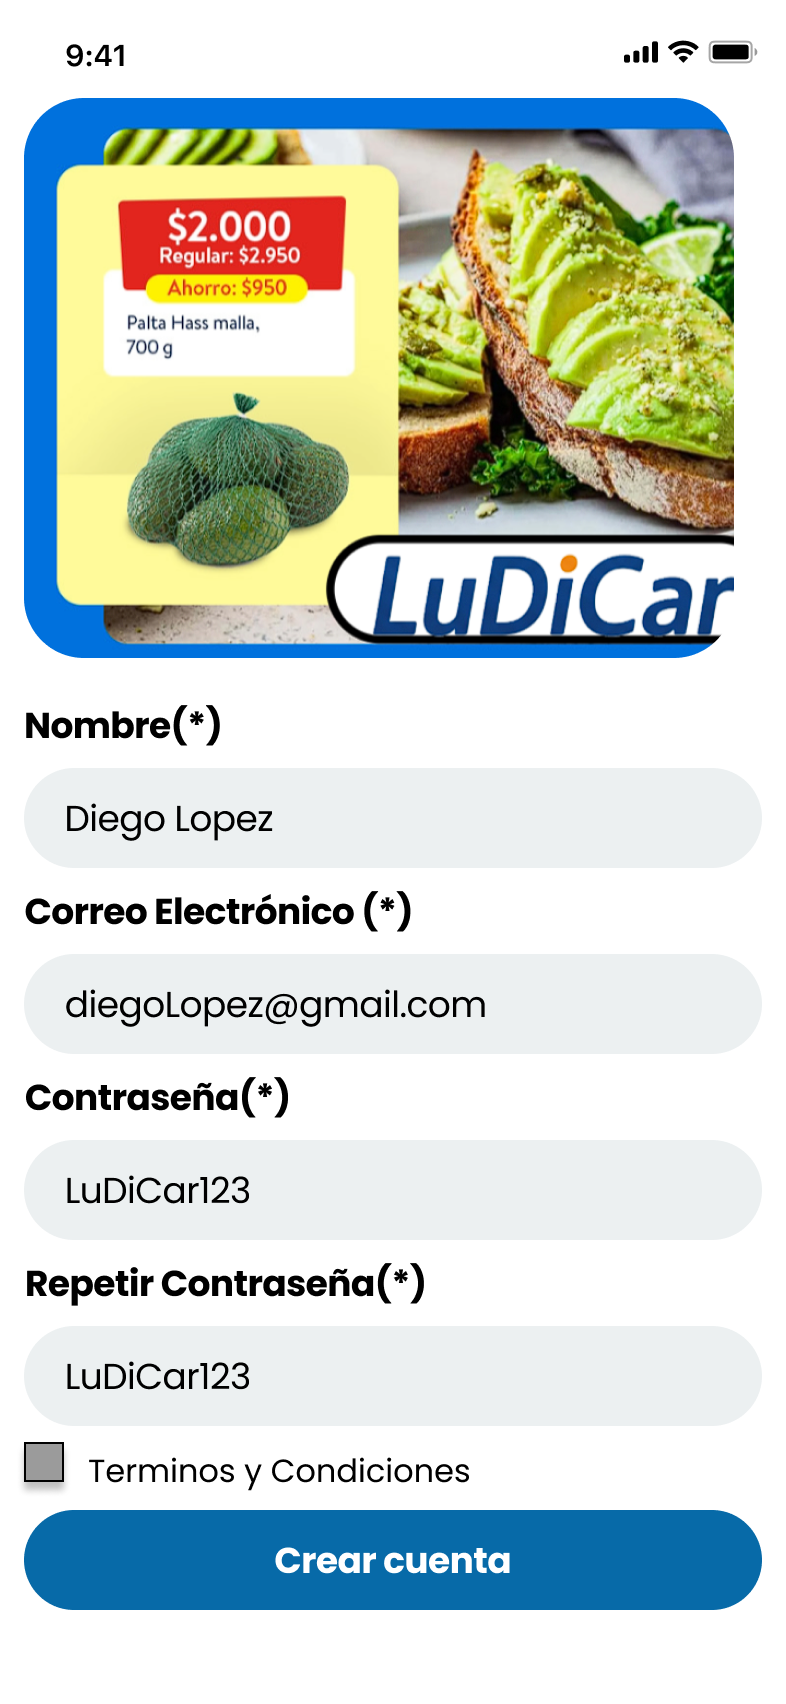 9:41
$2.000
Regular: $2.950
Ahorro: $950
Palta Hass malla,
700 g
LuDiCar
Nombre(*)
Diego Lopez
Correo Electrónico (*)
diegoLopez@gmail.com
Contraseña(*)
LuDiCar123
Repetir Contraseña(*)
LuDiCar123
Terminos y Condiciones
Crear cuenta